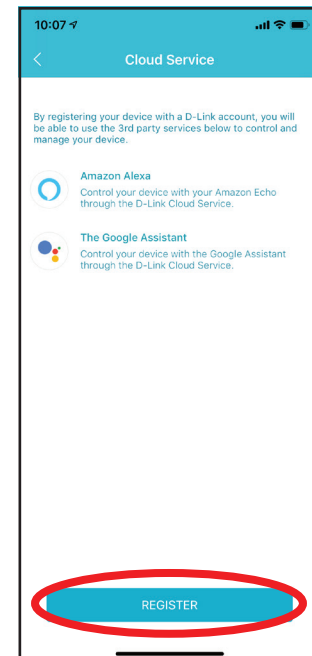 10:07
Cloud Service
By registering your device with a D-Link account, you will
be able to use the 3rd party services below to control and
manage your device.
Amazon Alexa
Control your device with your Amazon Echo
through the D-Link Cloud Service.
The Google Assistant
Control your device with the Google Assistant
through the D-Link Cloud Service.
REGISTER